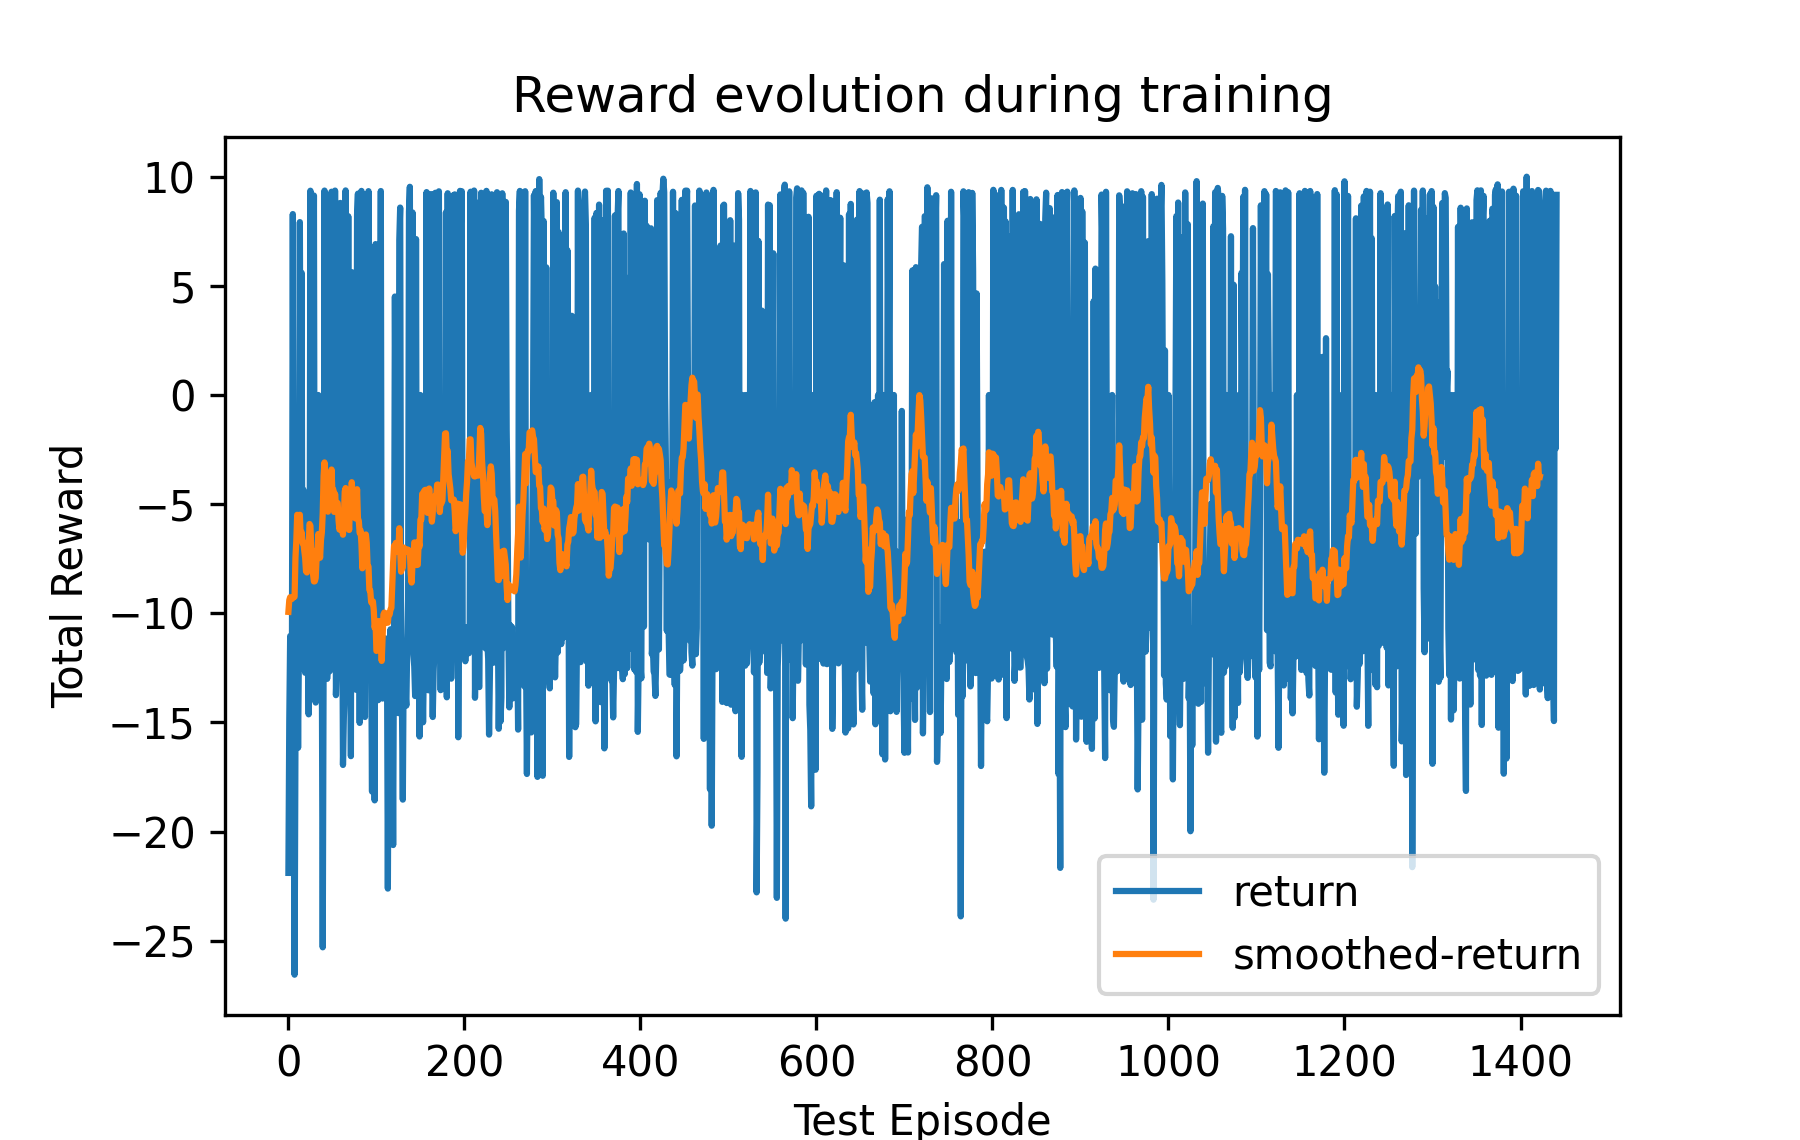 Reward evolution during training
10
5
0
−5
−10
−15
−20
−25
Total Reward
return
smoothed-return
0 200 400 600 800 1000 1200 1400
Test Episode